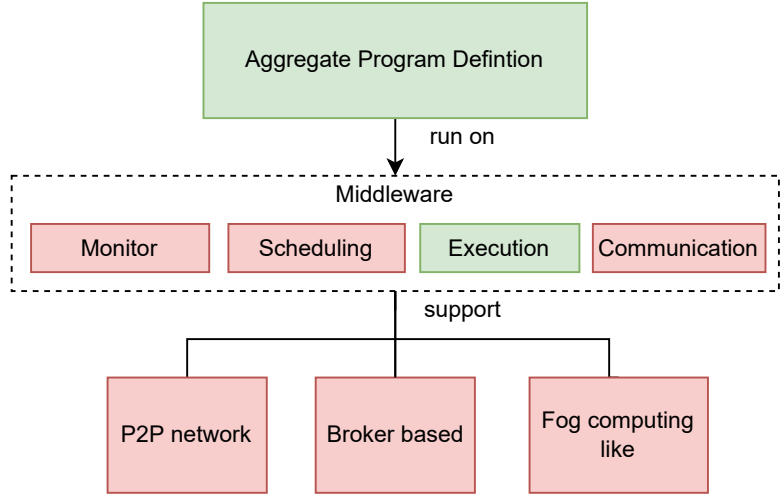 Aggregate Program Defintion
run on
Middleware
Monitor
Scheduling
Execution
Communication
support
P2P network
Broker based
Fog computing
like